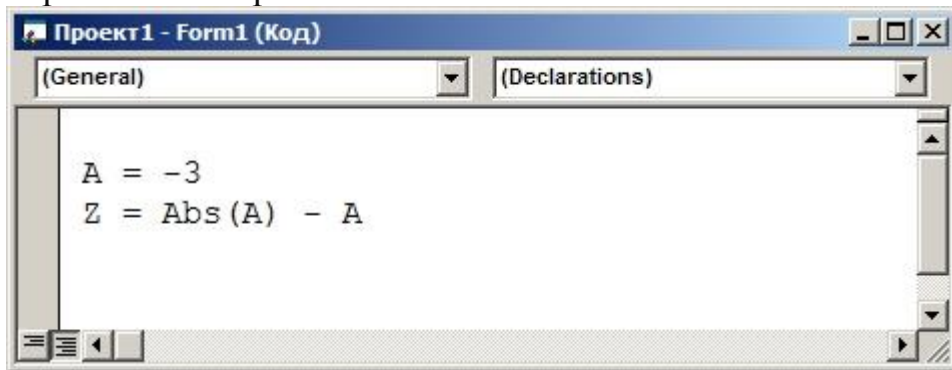 Проект1 - Form1 (Код)
(General) (Declarations)
A = -3
Z = Abs(A) - A